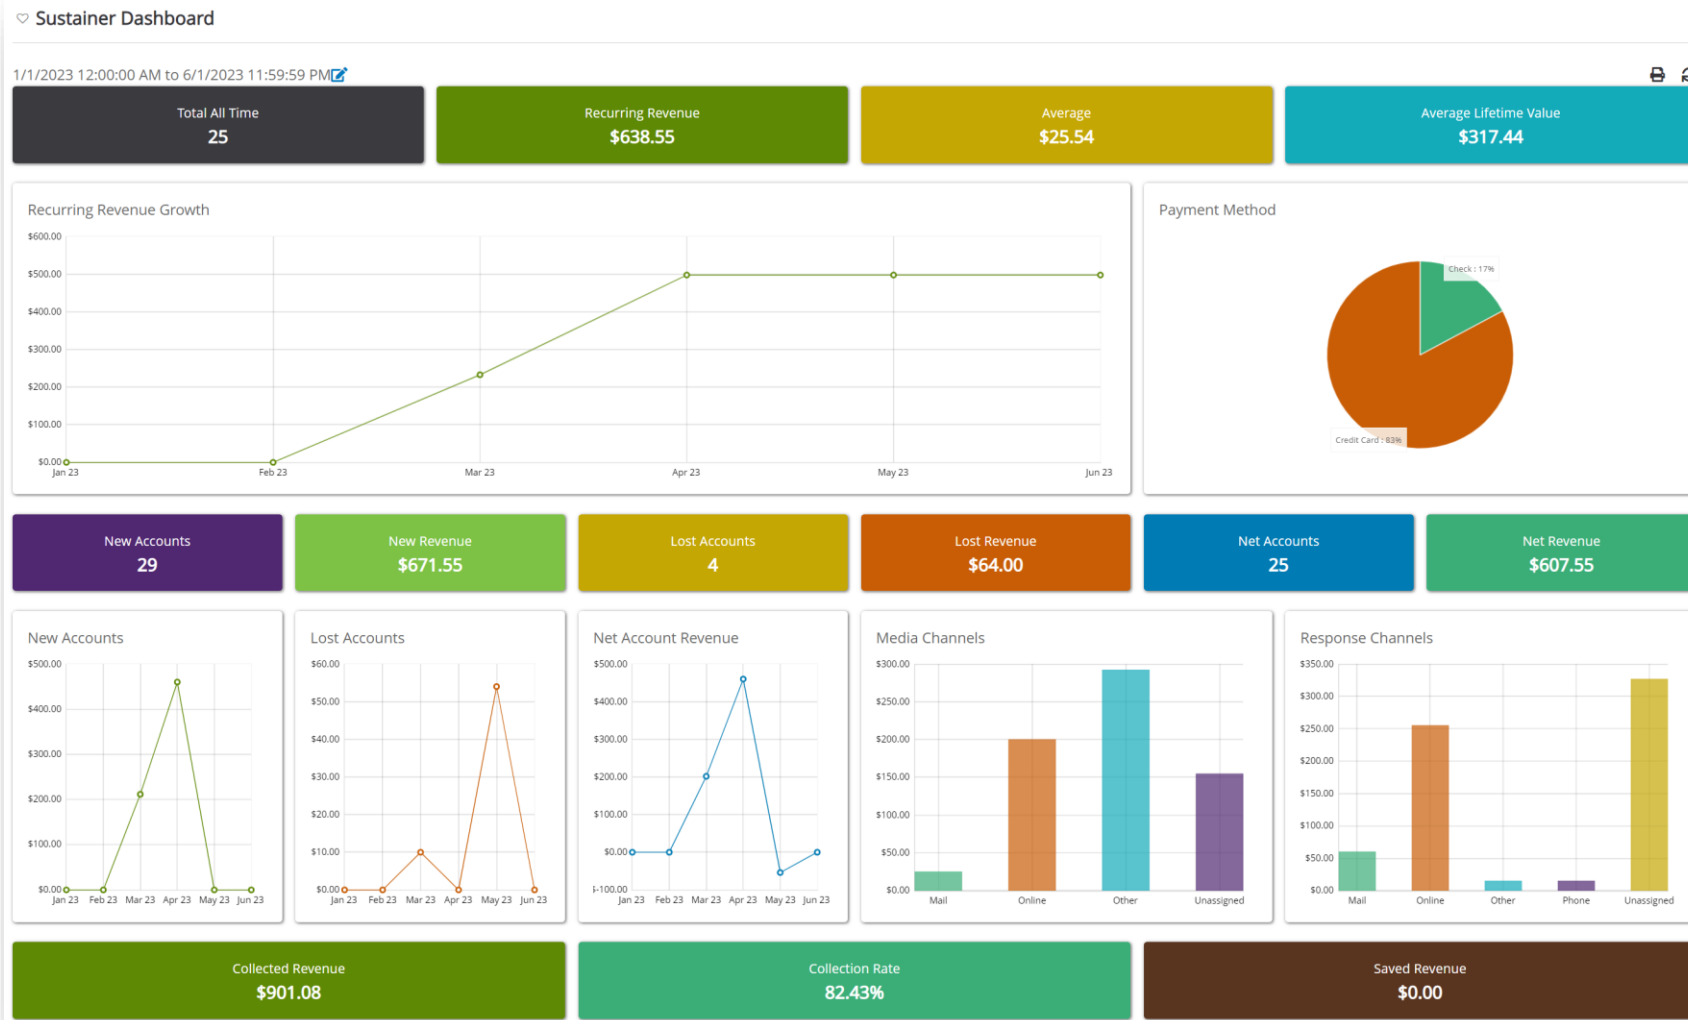 Sustainer Dashboard
1/1/2023 12:00:00 AM to 6/1/2023 11:59:59 PM
Total All Time
25
Recurring Revenue
$638.55
Average
$25.54
Average Lifetime Value
$317.44
Recurring Revenue Growth
$600.00
$500.00
$400.00
$300.00
$200.00
$100.00
$0.00
Jan 23 Feb 23 Mar 23 Apr 23 May 23 Jun 23
Payment Method
Check : 17%
Credit Card : 83%
New Accounts
29
New Revenue
$671.55
Lost Accounts
4
Lost Revenue
$64.00
Net Accounts
25
Net Revenue
$607.55
New Accounts
$500.00
$400.00
$300.00
$200.00
$100.00
$0.00
Jan 23 Feb 23 Mar 23 Apr 23 May 23 Jun 23
Lost Accounts
$60.00
$50.00
$40.00
$30.00
$20.00
$10.00
$0.00
Jan 23 Feb 23 Mar 23 Apr 23 May 23 Jun 23
Net Account Revenue
$500.00
$400.00
$300.00
$200.00
$100.00
$0.00
-100.00
Jan 23 Feb 23 Mar 23 Apr 23 May 23 Jun 23
Media Channels
$300.00
$250.00
$200.00
$150.00
$100.00
$50.00
$0.00
Mail Online Other Unassigned
Response Channels
$350.00
$300.00
$250.00
$200.00
$150.00
$100.00
$50.00
$0.00
Mail Online Other Phone Unassigned
Collected Revenue
$901.08
Collection Rate
82.43%
Saved Revenue
$0.00